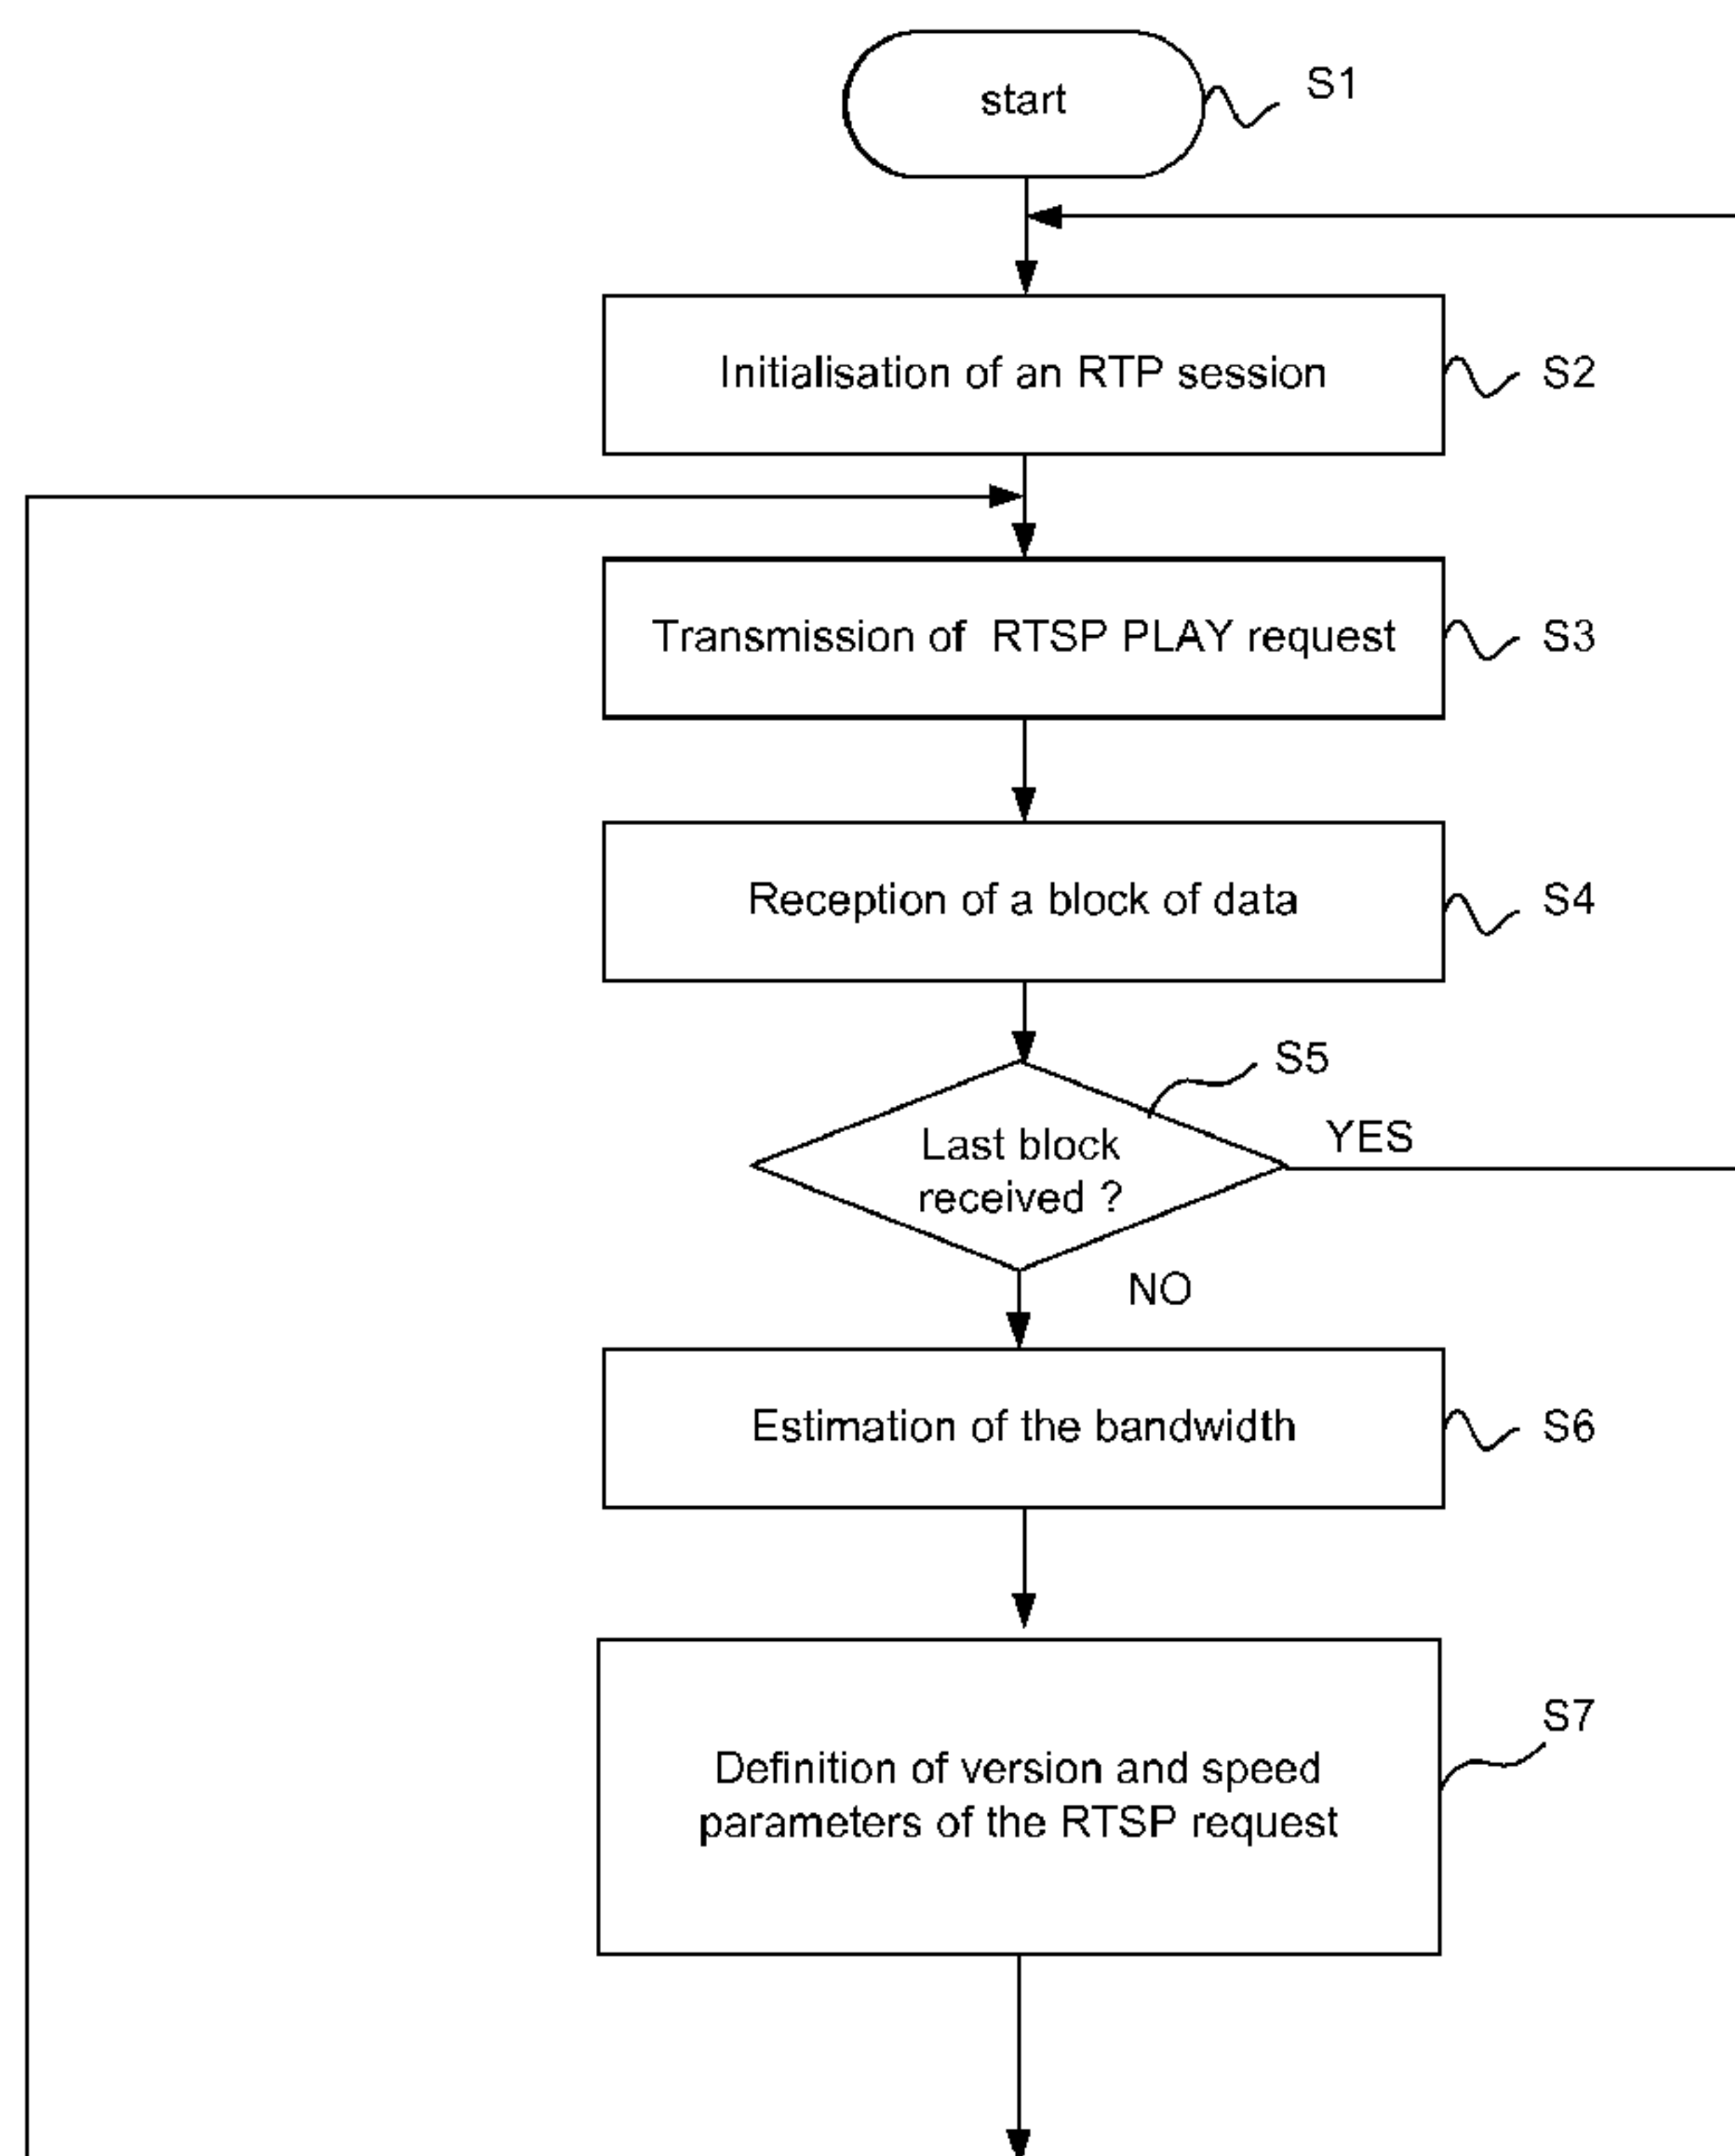 start
S1
Initialisation of an RTP session
S2
Transmission of RTSP PLAY request
S3
Reception of a block of data
S4
S5
Last block
received ?
YES
NO
Estimation of the bandwidth
S6
S7
Definition of version and speed
parameters of the RTSP request